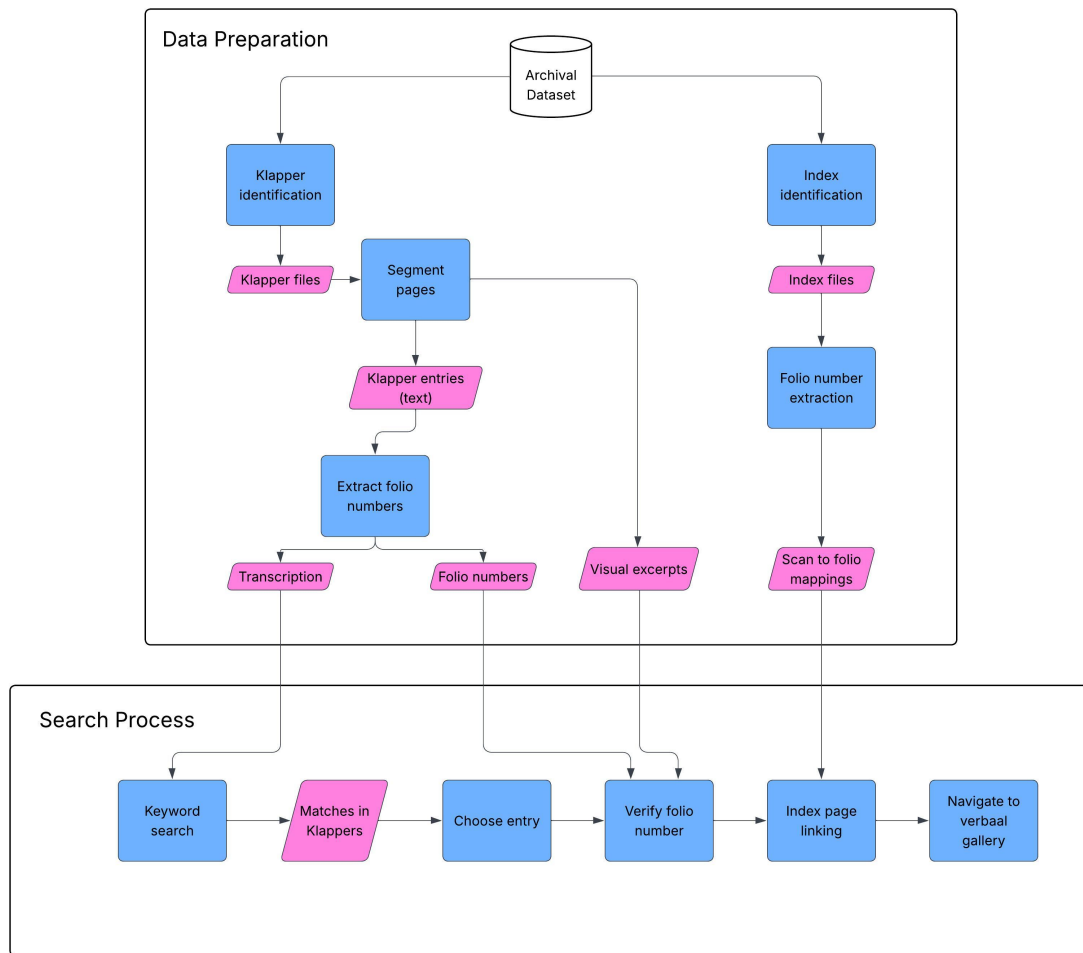 Data Preparation
Archival
Dataset
Klapper
identification
Index
identification
Klapper files
Segment
pages
Index files
Klapper entries
(text)
Folio number
extraction
Extract folio
numbers
Transcription
Folio numbers
Visual excerpts
Scan to folio
mappings
Search Process
Keyword
search
Matches in
Klappers
Choose entry
Verify folio
number
Index page
linking
Navigate to
verbaal
gallery